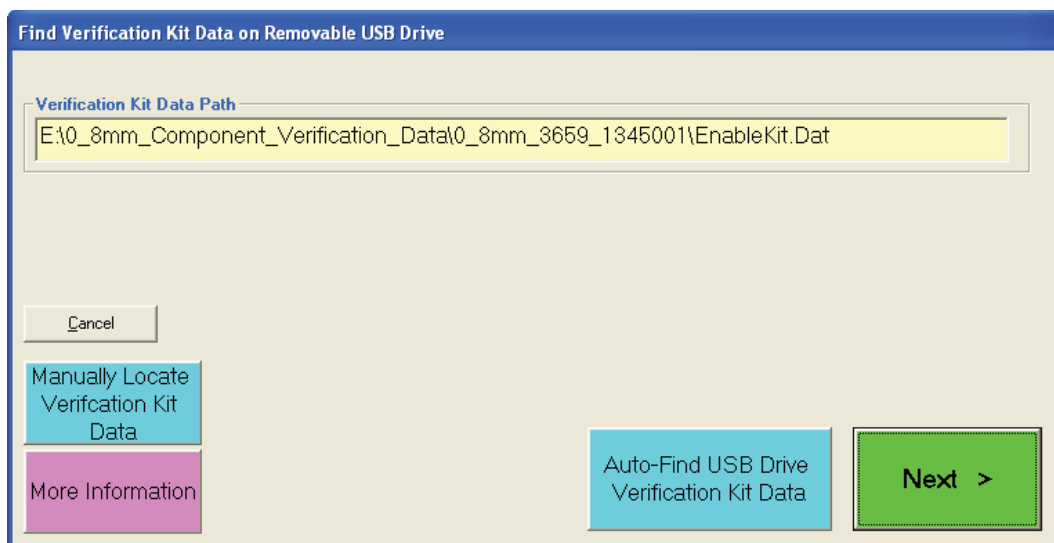 Find Verification Kit Data on Removable USB Drive
Verification Kit Data Path
E:\0_8mm_Component_Verification_Data\0_8mm_3659_1345001\EnableKit.Dat
Cancel
Manually Locate
Verifcation Kit
Data
More Information
Auto-Find USB Drive
Verification Kit Data
Next >